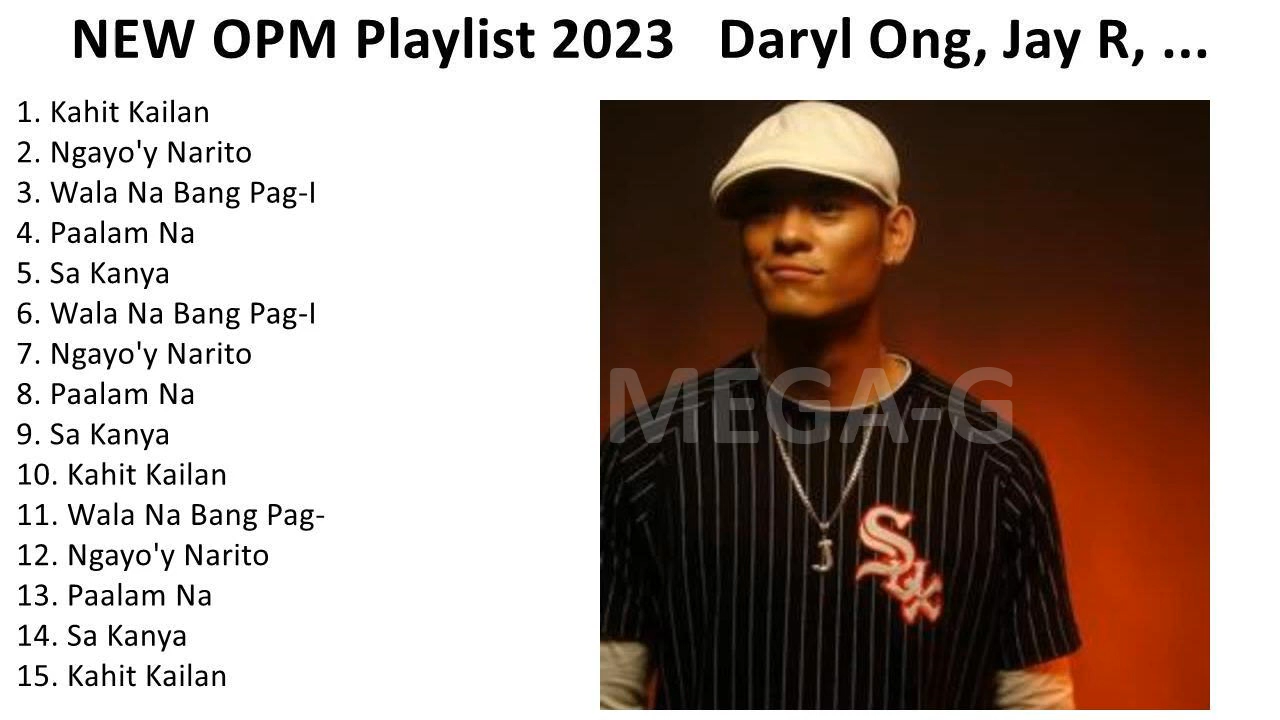 NEW OPM Playlist 2023 Daryl Ong, Jay R, ...
1. Kahit Kailan
2. Ngayo'y Narito
3. Wala Na Bang Pag-I
4. Paalam Na
5. Sa Kanya
6. Wala Na Bang Pag-I
7. Ngayo'y Narito
8. Paalam Na
9. Sa Kanya
10. Kahit Kailan
11. Wala Na Bang Pag-
12. Ngayo'y Narito
13. Paalam Na
14. Sa Kanya
15. Kahit Kailan
MEGA-G
J
Sox